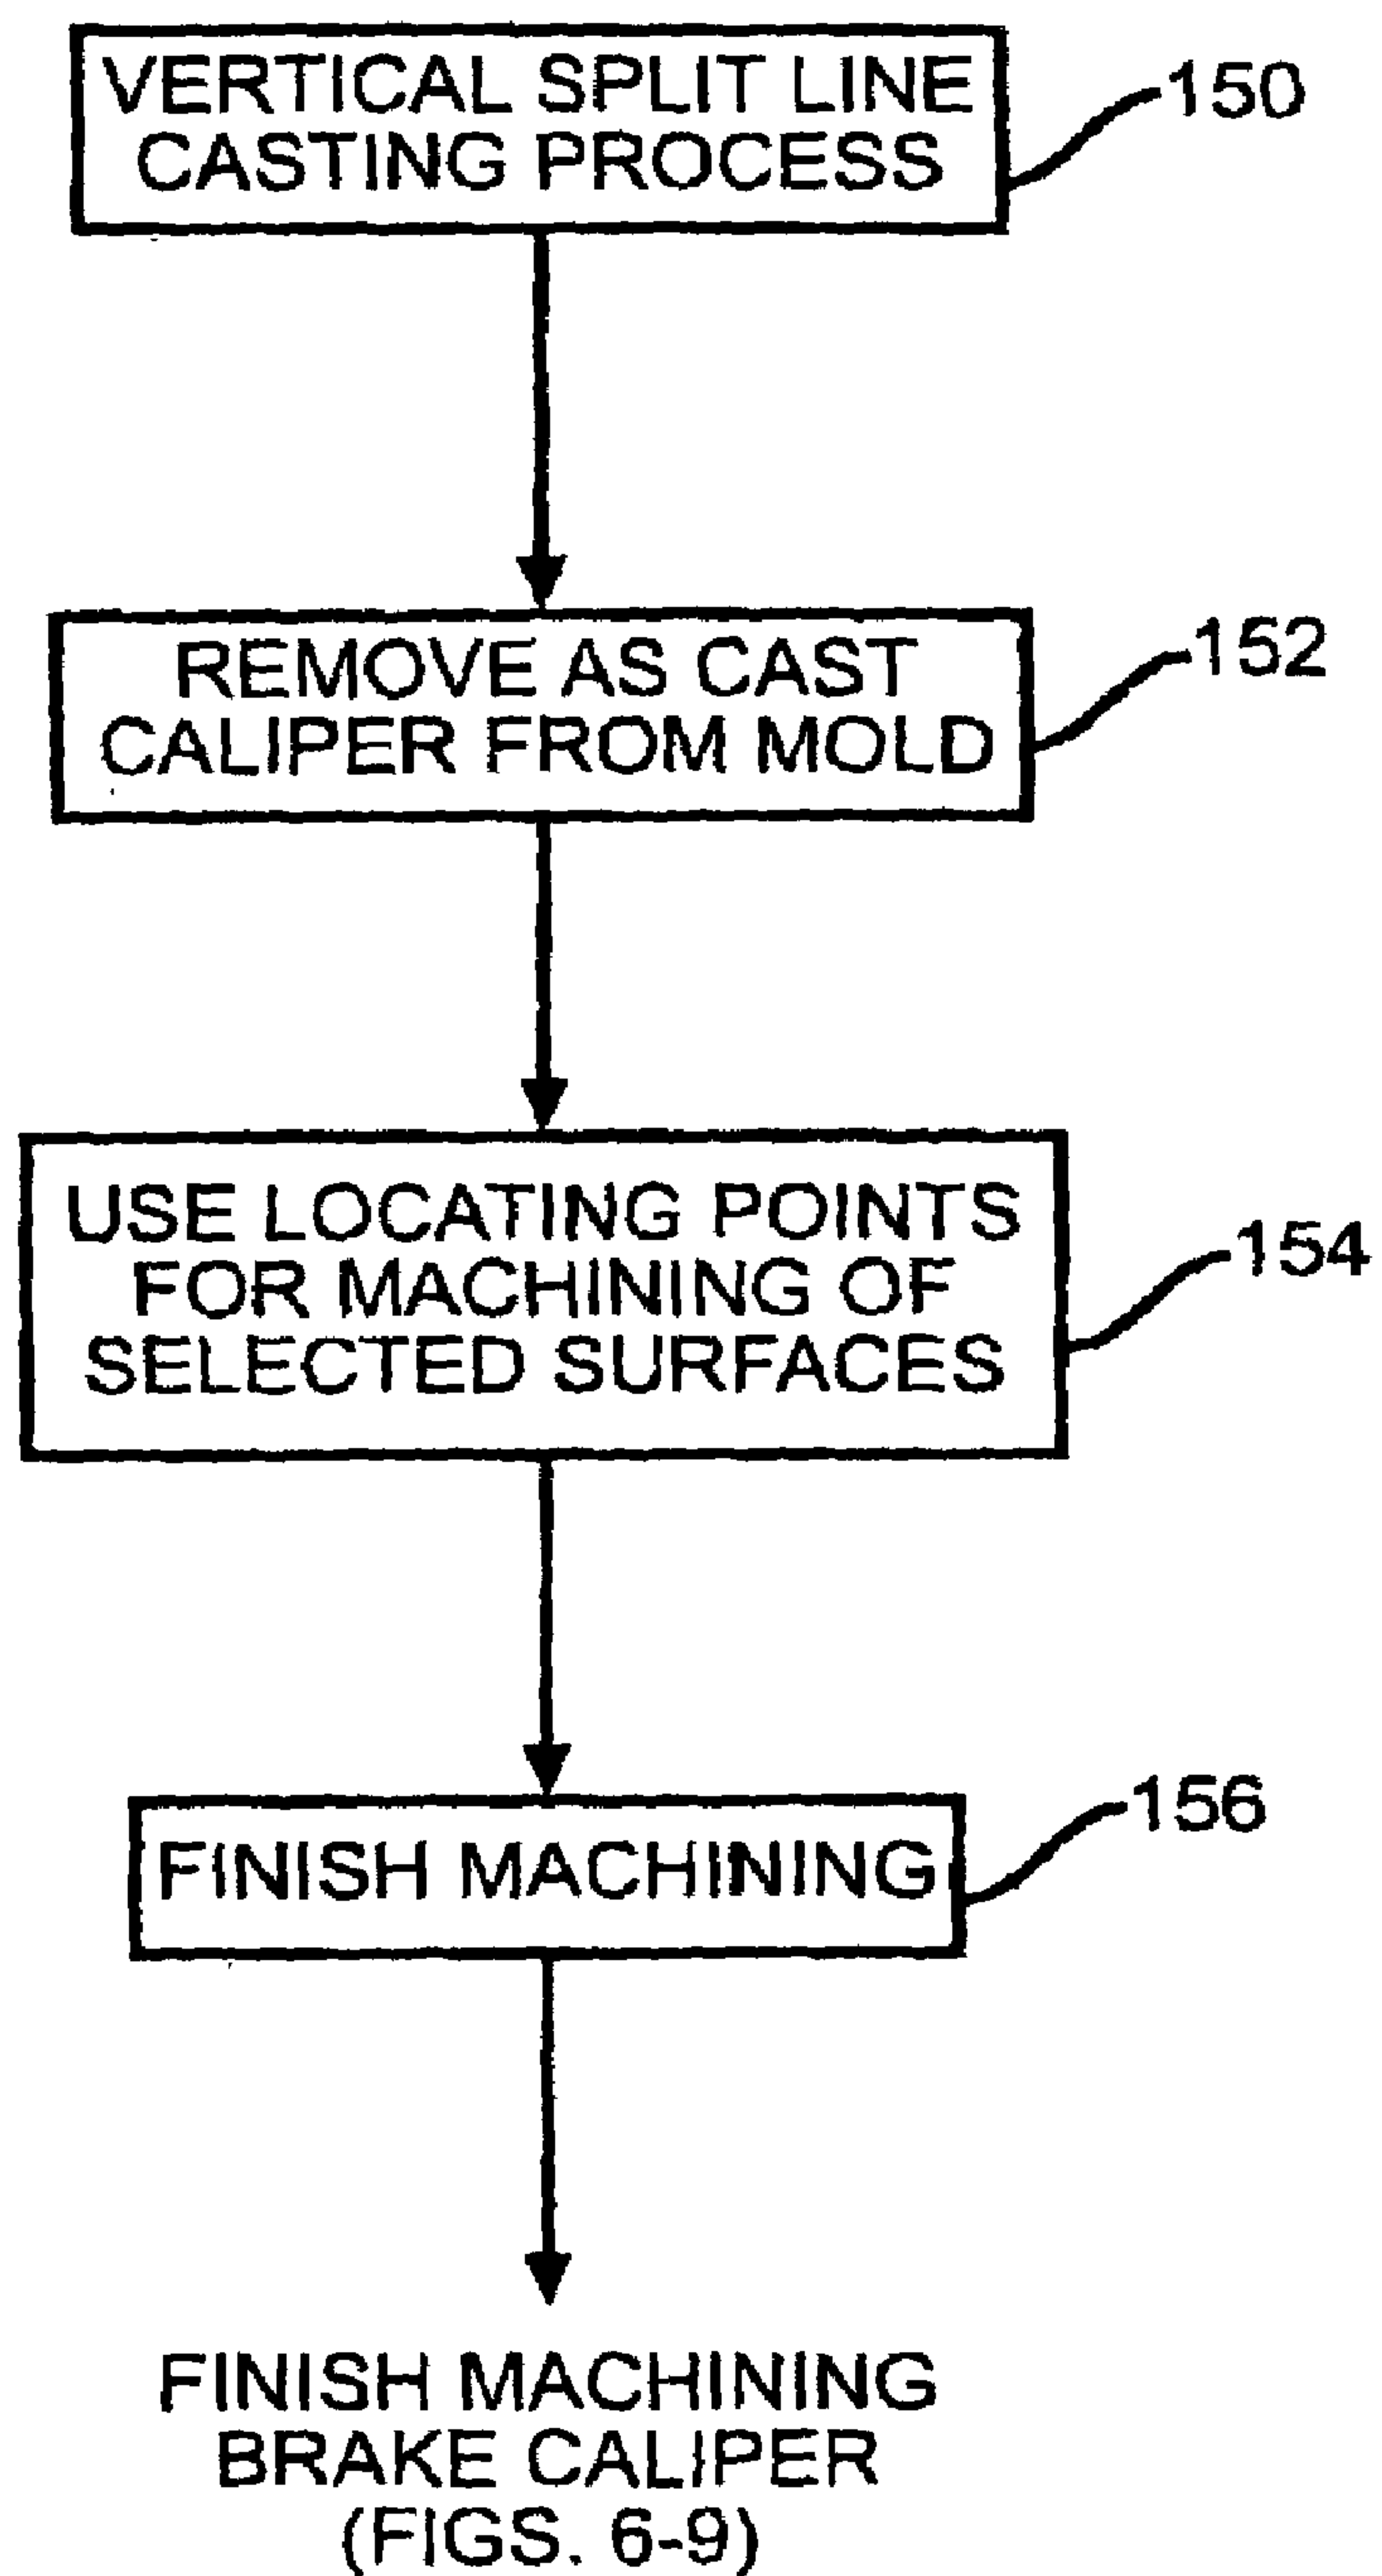 VERTICAL SPLIT LINE
CASTING PROCESS
150
REMOVE AS CAST
CALIPER FROM MOLD
152
USE LOCATING POINTS
FOR MACHINING OF
SELECTED SURFACES
154
FINISH MACHINING
156
FINISH MACHINING
BRAKE CALIPER
(FIGS. 6-9)